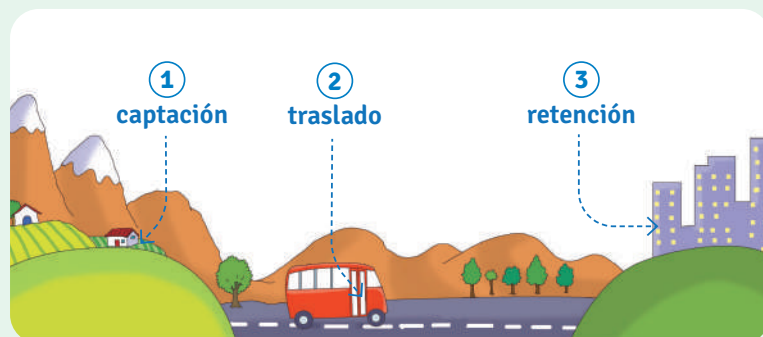 1
captación
2
traslado
3
retención